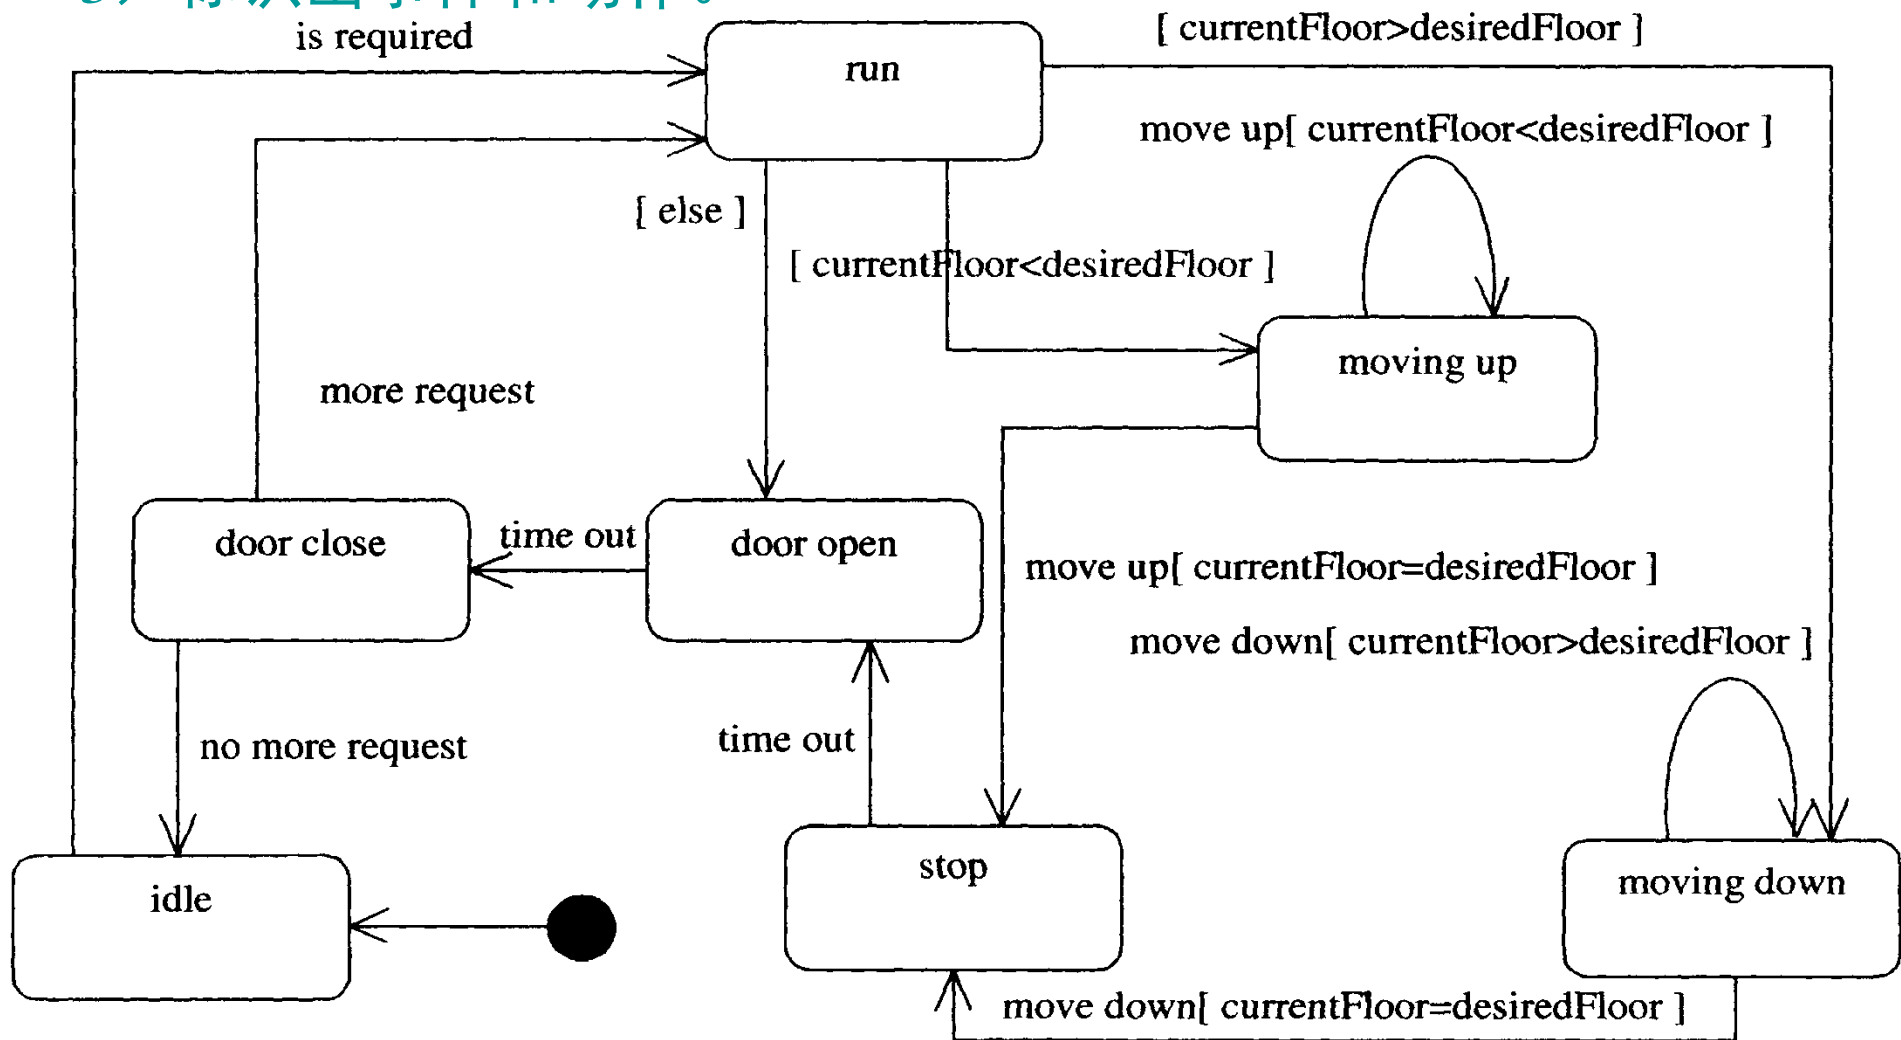 is required
[ currentFloor>desiredFloor ]
run
move up[ currentFloor<desiredFloor ]
[ else ]
[ currentFloor<desiredFloor ]
moving up
more request
door close
time out
door open
move up[ currentFloor=desiredFloor ]
move down[ currentFloor>desiredFloor ]
no more request
time out
stop
moving down
idle
move down[ currentFloor=desiredFloor ]